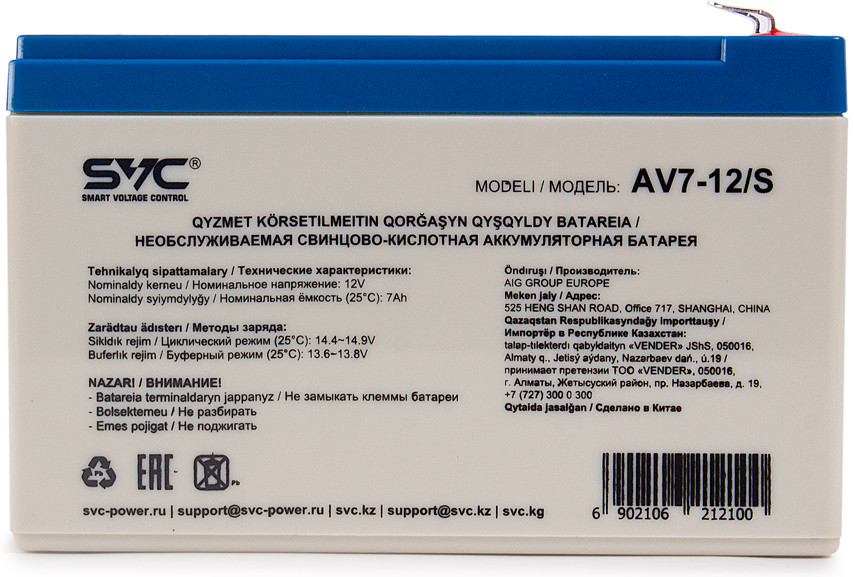 SVC®
SMART VOLTAGE CONTROL
MODELI / МОДЕЛЬ: AV7-12/S
QYZMET KÖRSETILMEITIN QORĞAŞYN QYŞQYLDY BATAREIA /
НЕОБСЛУЖИВАЕМАЯ СВИНЦОВО-КИСЛОТНАЯ АККУМУЛЯТОРНАЯ БАТАРЕЯ
Tehnikalyq sipattamalary / Технические характеристики:
Nominaldy kerneu / Номинальное напряжение: 12V
Nominaldy syiymdylyğy / Номинальная ёмкость (25°C): 7Ah
Zarädtau ädısterı / Методы заряда:
Sikldık rejim / Циклический режим (25°C): 14.4~14.9V
Buferlık rejim / Буферный режим (25°C): 13.6~13.8V
NAZAR! / ВНИМАНИЕ!
- Batareia terminaldaryn jappanyz / Не замыкать клеммы батареи
- Bolsektemeu / Не разбирать
- Emes pojigat / Не поджигать
Öndıruşı / Производитель:
AIG GROUP EUROPE
Meken jaly / Адрес:
525 HENG SHAN ROAD, Office 717, SHANGHAI, CHINA
Qazaqstan Respublikasyndağy importtauşy /
Импортёр в Республике Казахстан:
talap-tılekterdı qabyldaityn «VENDER» JShS, 050016,
Almaty q., Jetisý aýdany, Nazarbaev dań., ú.19 /
принимает претензии ТОО «VENDER», 050016,
г. Алматы, Жетысуский район, пр. Назарбаева, д. 19,
+7 (727) 300 0 300
Qytaida jasalğan / Сделано в Китае
Pb
EAC
Pb
svc-power.ru | support@svc-power.ru | svc.kz | support@svc.kz | svc.kg
6 902106 212100